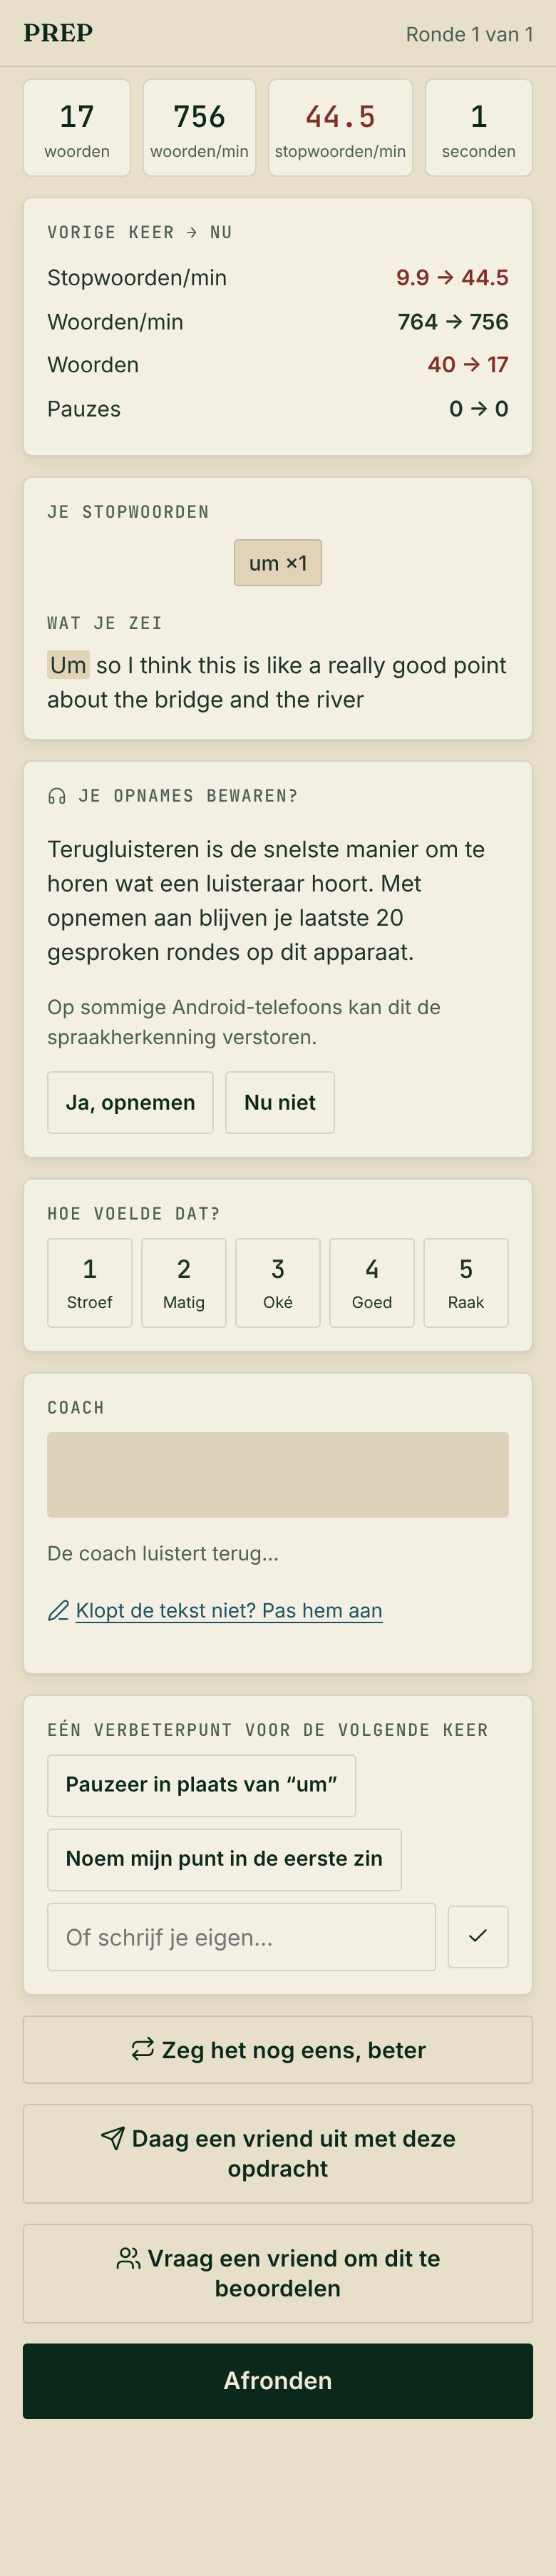 PREP
Ronde 1 van 1
17
woorden
756
woorden/min
44.5
stopwoorden/min
1
seconden
VORIGE KEER → NU
Stopwoorden/min 9.9 → 44.5
Woorden/min 764 → 756
Woorden 40 → 17
Pauzes 0 → 0
JE STOPWOORDEN
um ×1
WAT JE ZEI
Um so I think this is like a really good point
about the bridge and the river
JE OPNAMES BEWAREN?
Terugluisteren is de snelste manier om te
horen wat een luisteraar hoort. Met
opnemen aan blijven je laatste 20
gesproken rondes op dit apparaat.
Op sommige Android-telefoons kan dit de
spraakherkenning verstoren.
Ja, opnemen
Nu niet
HOE VOELDE DAT?
1
Stroef
2
Matig
3
Oké
4
Goed
5
Raak
COACH
De coach luistert terug...
Klopt de tekst niet? Pas hem aan
EÉN VERBETERPUNT VOOR DE VOLGENDE KEER
Pauzeer in plaats van “um”
Noem mijn punt in de eerste zin
Of schrijf je eigen...
Zeg het nog eens, beter
Daag een vriend uit met deze
opdracht
Vraag een vriend om dit te
beoordelen
Afronden